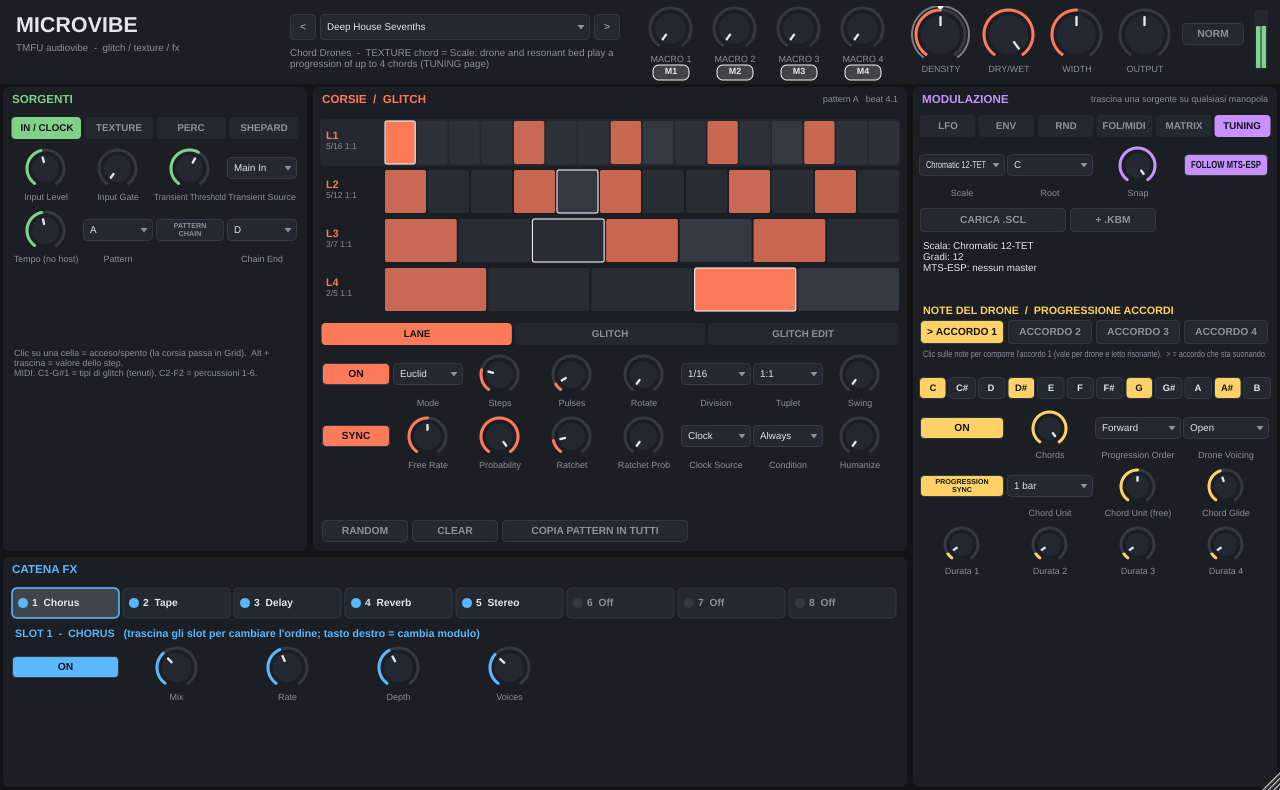 MICROVIBE
TMFU audiovibe - glitch / texture / fx
<
Deep House Sevenths
>
Chord Drones - TEXTURE chord = Scale: drone and resonant bed play a
progression of up to 4 chords (TUNING page)
MACRO 1
MACRO 2
MACRO 3
MACRO 4
M1
M2
M3
M4
DENSITY
DRY/WET
WIDTH
OUTPUT
NORM
SORGENTI
IN / CLOCK
TEXTURE
PERC
SHEPARD
Main In
Input Level
Input Gate
Transient Threshold
Transient Source
A
PATTERN
CHAIN
D
Tempo (no host)
Pattern
Chain End
Clic su una cella = acceso/spento (la corsia passa in Grid). Alt +
trascina = valore dello step.
MIDI: C1-G#1 = tipi di glitch (tenuti), C2-F2 = percussioni 1-6.
CORSIE / GLITCH
pattern A beat 4.1
L1
5/16 1:1
L2
5/12 1:1
L3
3/7 1:1
L4
2/5 1:1
LANE
GLITCH
GLITCH EDIT
ON
Euclid
1/16
1:1
Mode
Steps
Pulses
Rotate
Division
Tuplet
Swing
SYNC
Clock
Always
Free Rate
Probability
Ratchet
Ratchet Prob
Clock Source
Condition
Humanize
RANDOM
CLEAR
COPIA PATTERN IN TUTTI
MODULAZIONE
trascina una sorgente su qualsiasi manopola
LFO
ENV
RND
FOL/MIDI
MATRIX
TUNING
Chromatic 12-TET
C
FOLLOW MTS-ESP
Scale
Root
Snap
CARICA .SCL
+ .KBM
Scala: Chromatic 12-TET
Gradi: 12
MTS-ESP: nessun master
NOTE DEL DRONE / PROGRESSIONE ACCORDI
> ACCORDO 1
ACCORDO 2
ACCORDO 3
ACCORDO 4
Clic sulle note per comporre l'accordo 1 (vale per drone e letto risonante). > = accordo che sta suonando.
C
C#
D
D#
E
F
F#
G
G#
A
A#
B
ON
Forward
Open
Chords
Progression Order
Drone Voicing
PROGRESSION
SYNC
1 bar
Chord Unit
Chord Unit (free)
Chord Glide
Durata 1
Durata 2
Durata 3
Durata 4
CATENA FX
1 Chorus
2 Tape
3 Delay
4 Reverb
5 Stereo
6 Off
7 Off
8 Off
SLOT 1 - CHORUS (trascina gli slot per cambiare l'ordine; tasto destro = cambia modulo)
ON
Mix
Rate
Depth
Voices